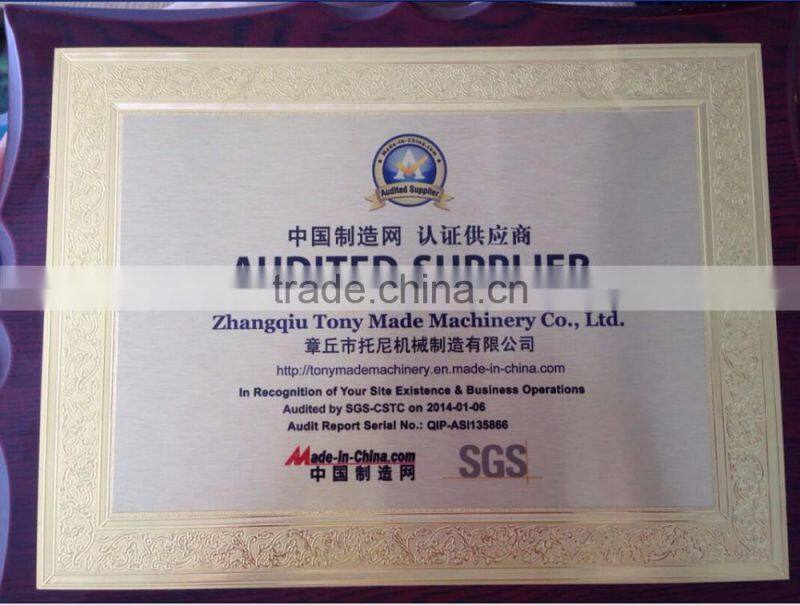 Made-in-China.com
Audited Supplier
中国制造网 认证供应商
AUDITED SUPPLIER
trade.china.cn
Zhangqiu Tony Made Machinery Co., Ltd.
章丘市托尼机械制造有限公司
http://tonymademachinery.en.made-in-china.com
In Recognition of Your Site Existence & Business Operations
Audited by SGS-CSTC on 2014-01-06
Audit Report Serial No.: QIP-ASI135866
Made-in-China.com
中国制造网
SGS